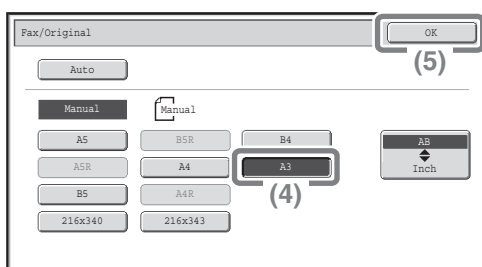 Fax/Original OK
(5)
Auto
Manual Manual
A5 B5R B4 AB
A5R A4 A3 Inch
(4)
B5 A4R
216x340 216x343